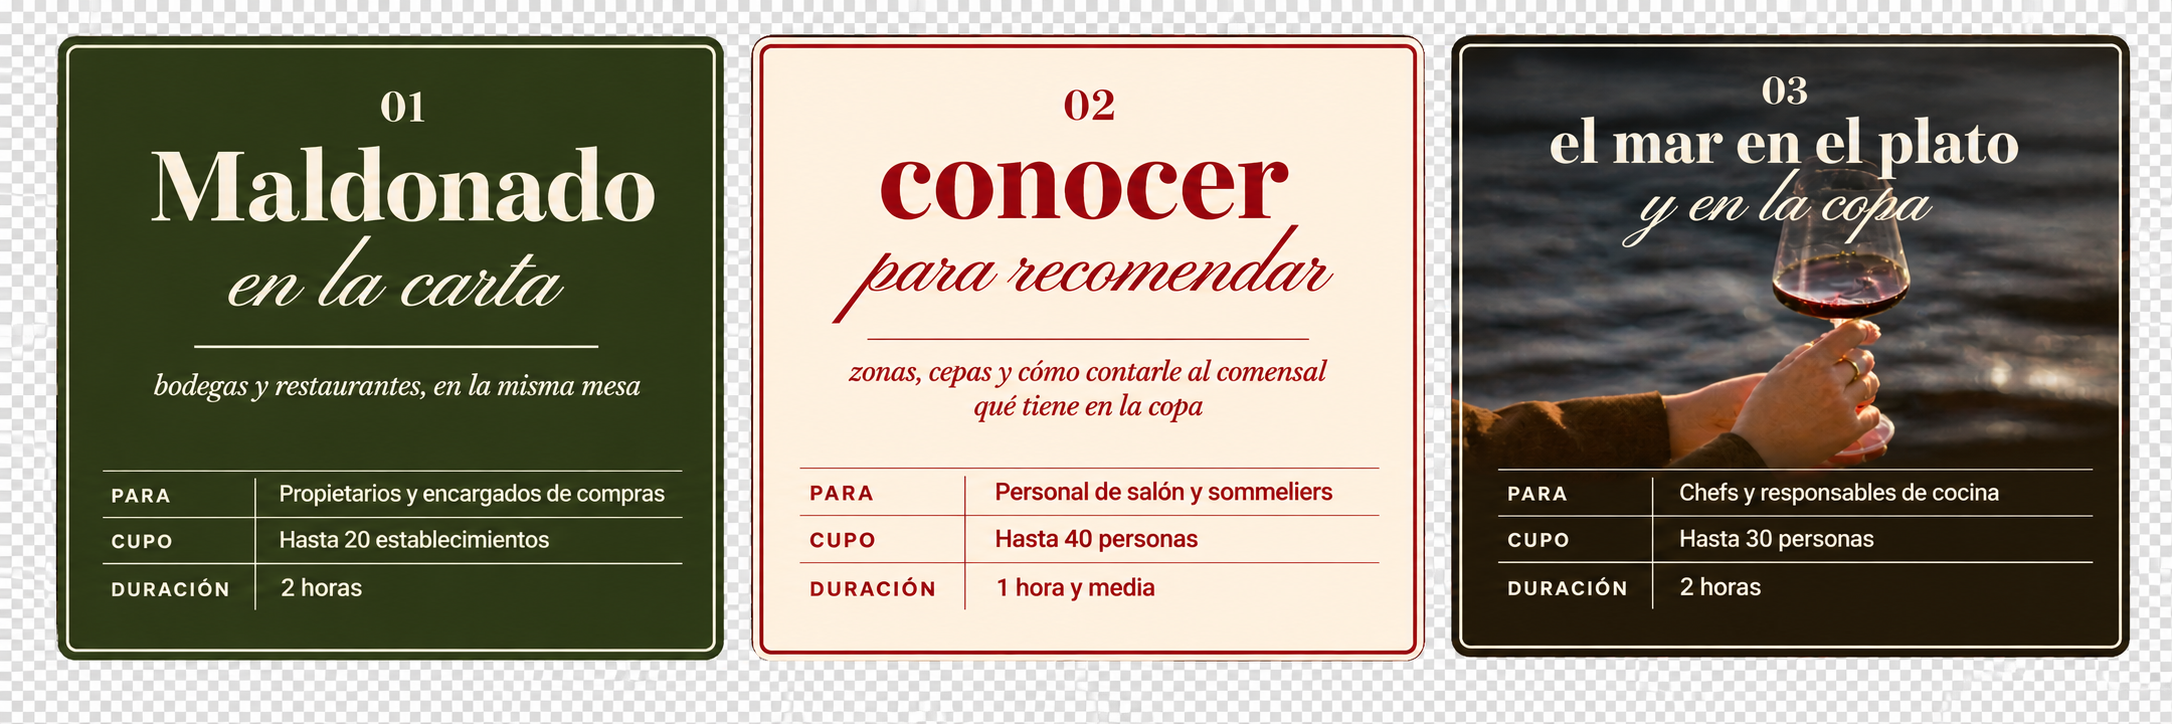 01
Maldonado
en la carta
bodegas y restaurantes, en la misma mesa
PARA Propietarios y encargados de compras
CUPO Hasta 20 establecimientos
DURACIÓN 2 horas
02
conocer
para recomendar
zonas, cepas y cómo contarle al comensal
qué tiene en la copa
PARA Personal de salón y sommeliers
CUPO Hasta 40 personas
DURACIÓN 1 hora y media
03
el mar en el plato
y en la copa
PARA Chefs y responsables de cocina
CUPO Hasta 30 personas
DURACIÓN 2 horas